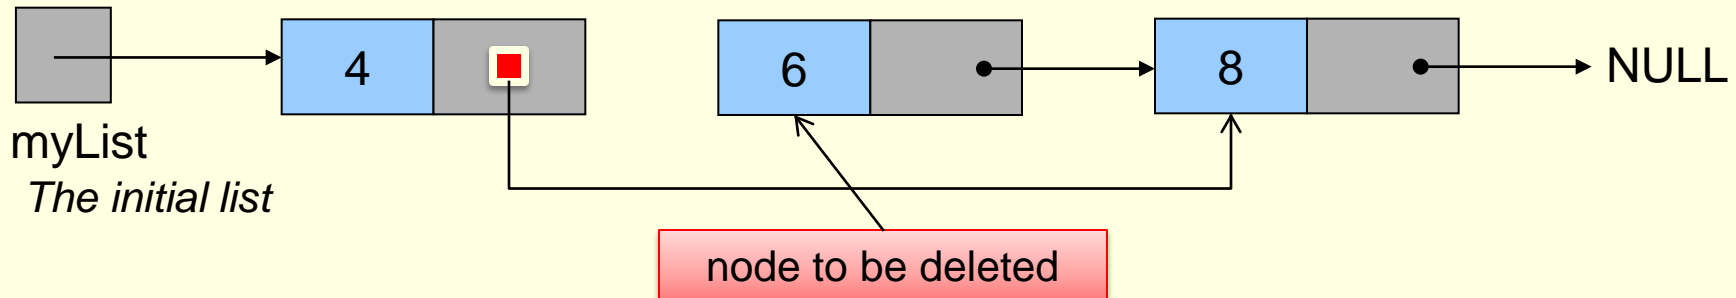 4
6
8
NULL
myList
The initial list
node to be deleted